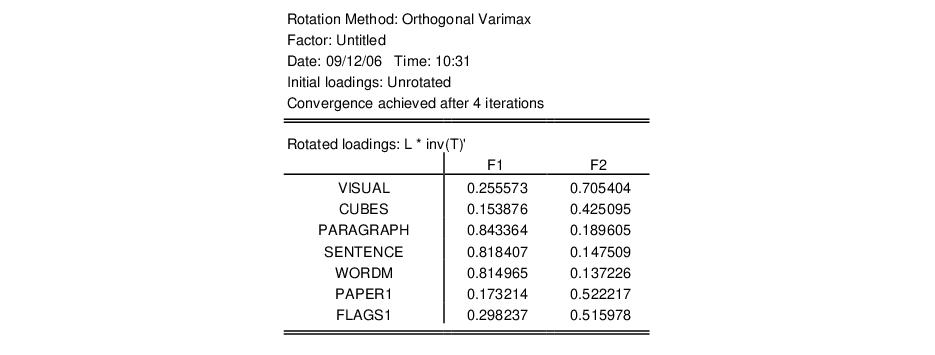 Rotation Method: Orthogonal Varimax
Factor: Untitled
Date: 09/12/06 Time: 10:31
Initial loadings: Unrotated
Convergence achieved after 4 iterations
Rotated loadings: L * inv(T)'
F1 F2
VISUAL 0.255573 0.705404
CUBES 0.153876 0.425095
PARAGRAPH 0.843364 0.189605
SENTENCE 0.818407 0.147509
WORDM 0.814965 0.137226
PAPER1 0.173214 0.522217
FLAGS1 0.298237 0.515978